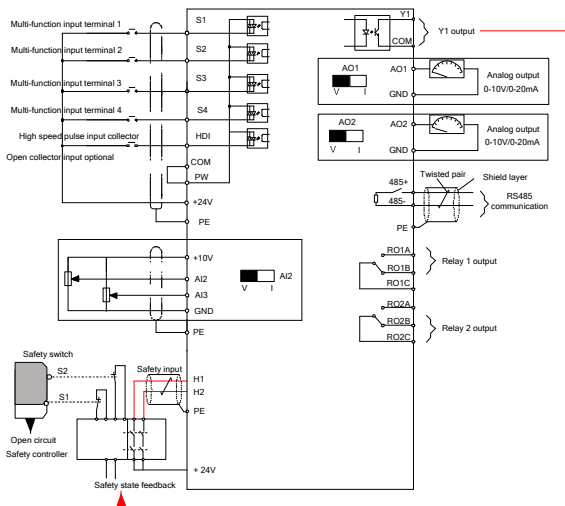 Multi-function input terminal 1
S1
Multi-function input terminal 2
S2
Multi-function input terminal 3
S3
Multi-function input terminal 4
S4
High speed pulse input collector
HDI
Open collector input optional
COM
PW
+24V
PE
+10V
AI2
AI3
GND
PE
AI2
V I
Safety switch
S2
S1
Open circuit
Safety controller
Safety input
H1
H2
PE
+ 24V
Safety state feedback
Y1
COM
Y1 output
AO1
V I
AO1
GND
Analog output
0-10V/0-20mA
AO2
V I
AO2
GND
Analog output
0-10V/0-20mA
Twisted pair
Shield layer
485+
485-
PE
RS485
communication
RO1A
RO1B
RO1C
Relay 1 output
RO2A
RO2B
RO2C
Relay 2 output